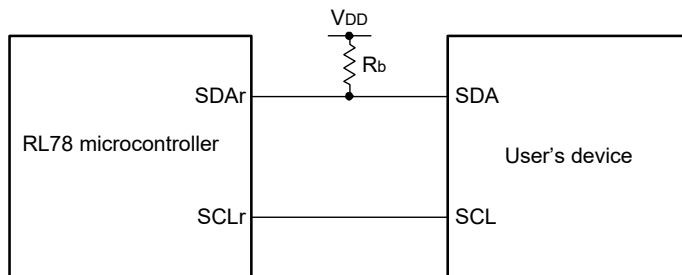 VDD
Rb
SDAr
SDA
RL78 microcontroller
User's device
SCLr
SCL